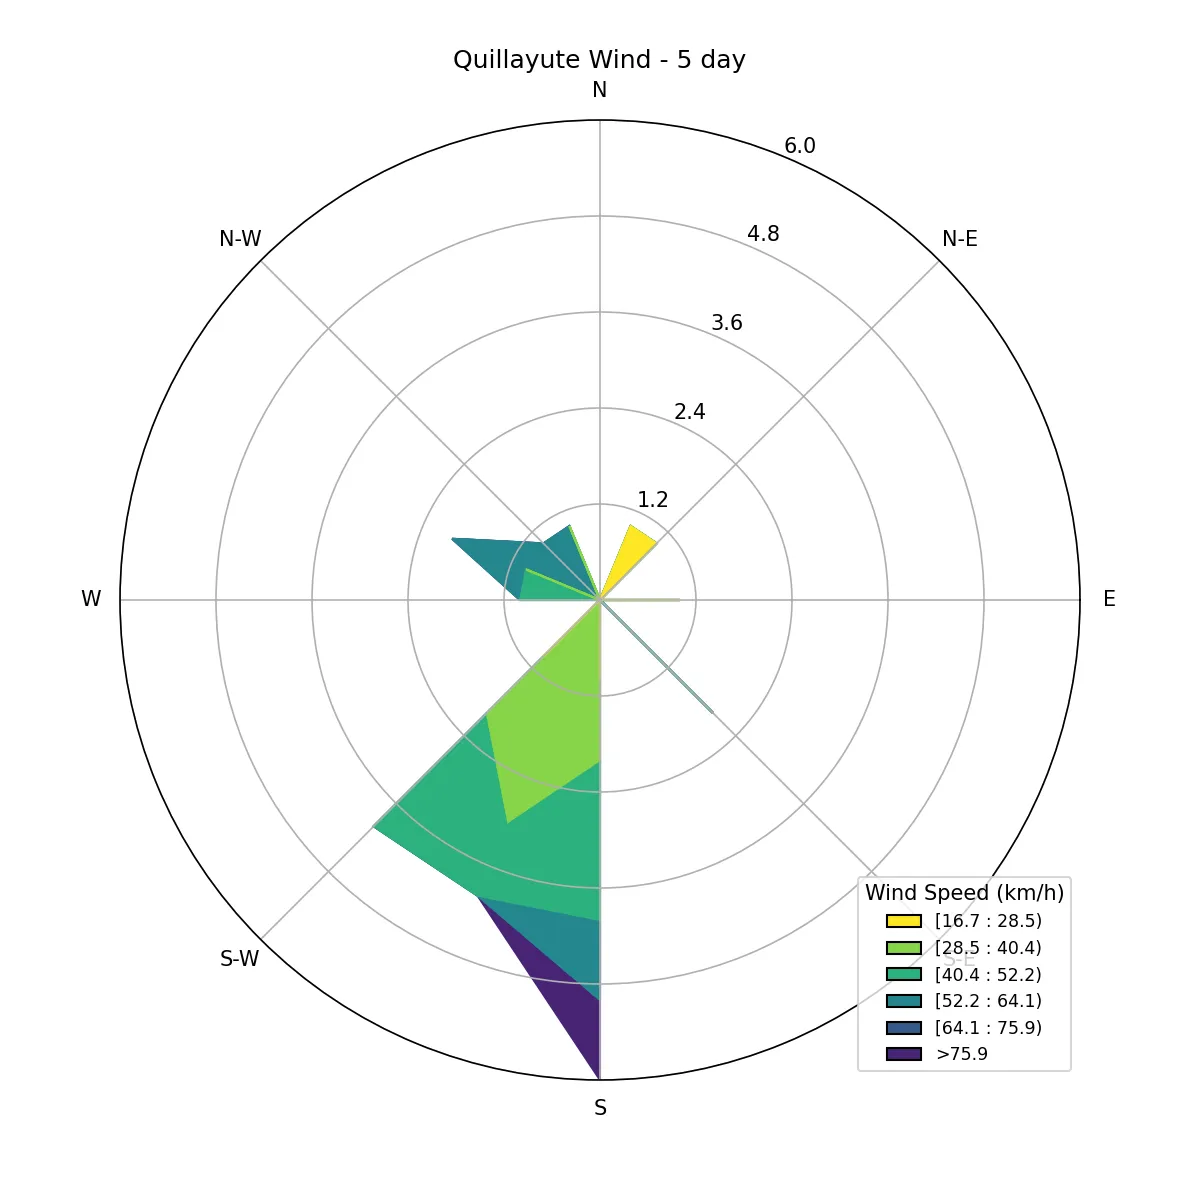 Quillayute Wind - 5 day
N
6.0
N-W
4.8
N-E
3.6
2.4
1.2
W
E
Wind Speed (km/h)
[16.7 : 28.5)
[28.5 : 40.4)
[40.4 : 52.2)
[52.2 : 64.1)
[64.1 : 75.9)
>75.9
S-W
S-E
S